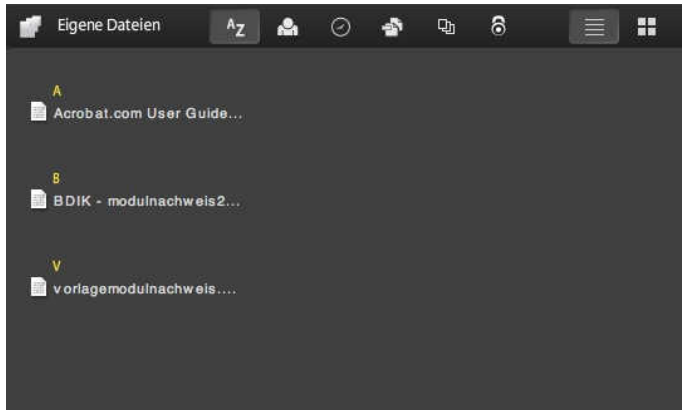 Eigene Dateien
AZ
A
Acrobat.com User Guide...
B
BDIK - modulnachweis2...
V
vorlagemodulnachweis....